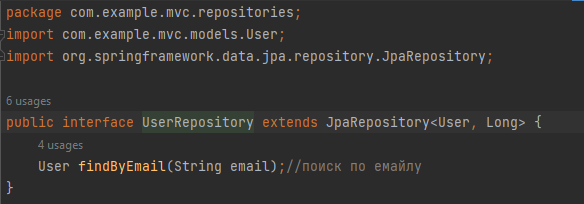 package com.example.mvc.repositories;
import com.example.mvc.models.User;
import org.springframework.data.jpa.repository.JpaRepository;
6 usages
public interface UserRepository extends JpaRepository<User, Long> {
4 usages
User findByEmail(String email);//поиск по емайлу
}